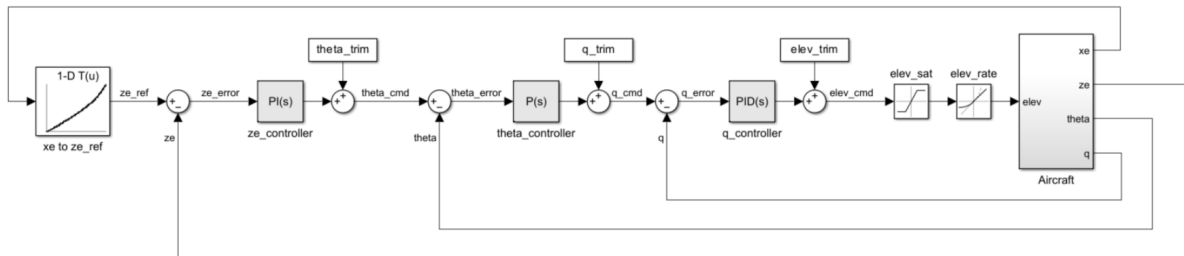 theta_trim
q_trim
elev_trim
1-D T(u)
ze_ref
+
−
ze_error
PI(s)
ze_controller
+
+
theta_cmd
+
−
theta_error
P(s)
theta_controller
+
+
q_cmd
+
−
q_error
PID(s)
q_controller
+
+
elev_cmd
elev_sat
elev_rate
elev
xe
ze
theta
q
Aircraft
xe to ze_ref
ze
theta
q